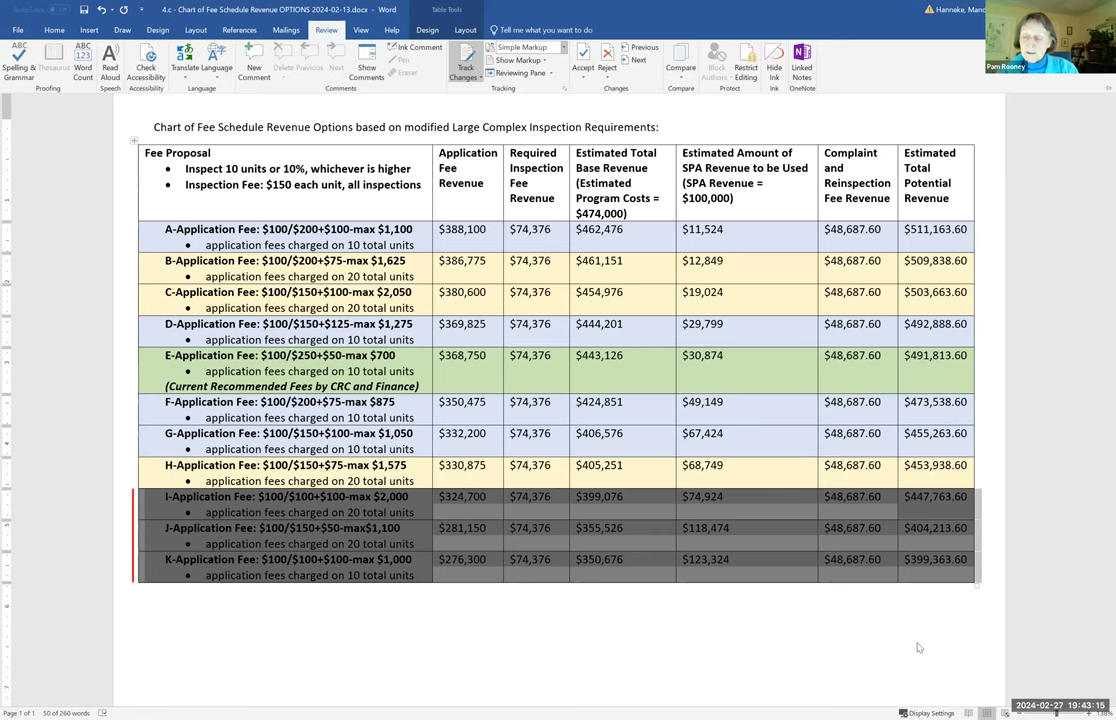 AutoSave Off
4.c - Chart of Fee Schedule Revenue OPTIONS 2024-02-13.docx - Word
Table Tools
Hanneke, Mand
File Home Insert Draw Design Layout References Mailings Review View Help Design Layout Tell me what you want to do
Spelling & Grammar
Thesaurus
Word Count
Read Aloud
Check Accessibility
Translate
Language
New Comment
Delete
Previous
Next
Show Comments
Ink Comment
Pen
Eraser
Track Changes
Simple Markup
Show Markup
Reviewing Pane
Accept
Reject
Previous
Next
Compare
Block Authors
Restrict Editing
Hide Ink
Linked Notes
Proofing Speech Accessibility Language Comments Tracking Changes Compare Protect Ink OneNote
Pam Rooney
Chart of Fee Schedule Revenue Options based on modified Large Complex Inspection Requirements:
Fee Proposal
• Inspect 10 units or 10%, whichever is higher
• Inspection Fee: $150 each unit, all inspections
Application Fee Revenue
Required Inspection Fee Revenue
Estimated Total Base Revenue (Estimated Program Costs = $474,000)
Estimated Amount of SPA Revenue to be Used (SPA Revenue = $100,000)
Complaint and Reinspection Fee Revenue
Estimated Total Potential Revenue
A-Application Fee: $100/$200+$100-max $1,100 $388,100 $74,376 $462,476 $11,524 $48,687.60 $511,163.60
• application fees charged on 10 total units
B-Application Fee: $100/$200+$75-max $1,625 $386,775 $74,376 $461,151 $12,849 $48,687.60 $509,838.60
• application fees charged on 20 total units
C-Application Fee: $100/$150+$100-max $2,050 $380,600 $74,376 $454,976 $19,024 $48,687.60 $503,663.60
• application fees charged on 20 total units
D-Application Fee: $100/$150+$125-max $1,275 $369,825 $74,376 $444,201 $29,799 $48,687.60 $492,888.60
• application fees charged on 10 total units
E-Application Fee: $100/$250+$50-max $700 $368,750 $74,376 $443,126 $30,874 $48,687.60 $491,813.60
• application fees charged on 10 total units
(Current Recommended Fees by CRC and Finance)
F-Application Fee: $100/$200+$75-max $875 $350,475 $74,376 $424,851 $49,149 $48,687.60 $473,538.60
• application fees charged on 10 total units
G-Application Fee: $100/$150+$100-max $1,050 $332,200 $74,376 $406,576 $67,424 $48,687.60 $455,263.60
• application fees charged on 10 total units
H-Application Fee: $100/$150+$75-max $1,575 $330,875 $74,376 $405,251 $68,749 $48,687.60 $453,938.60
• application fees charged on 20 total units
I-Application Fee: $100/$100+$100-max $2,000 $324,700 $74,376 $399,076 $74,924 $48,687.60 $447,763.60
• application fees charged on 20 total units
J-Application Fee: $100/$150+$50-max$1,100 $281,150 $74,376 $355,526 $118,474 $48,687.60 $404,213.60
• application fees charged on 20 total units
K-Application Fee: $100/$100+$100-max $1,000 $276,300 $74,376 $350,676 $123,324 $48,687.60 $399,363.60
• application fees charged on 10 total units
Page 1 of 1 50 of 260 words
Display Settings
2024-02-27 19:43:15